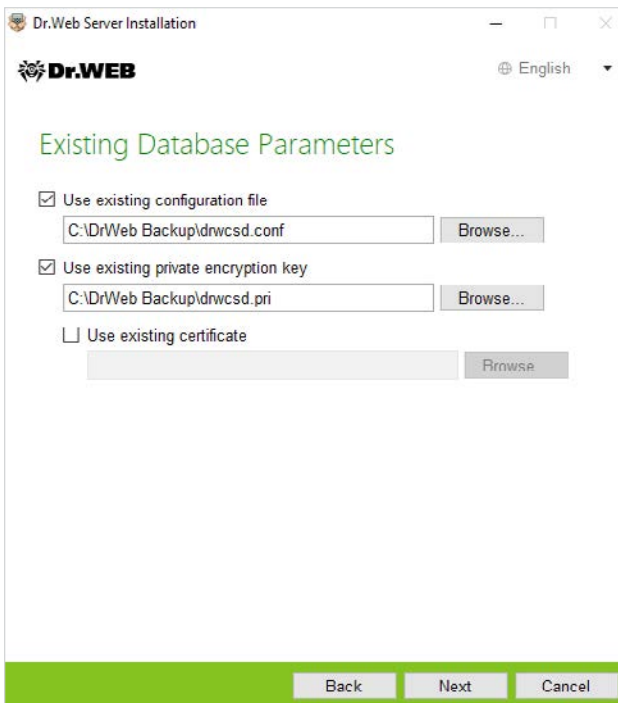 Dr.Web Server Installation
Dr.WEB
English
Existing Database Parameters
Use existing configuration file
C:\DrWeb Backup\drwcsd.conf
Browse...
Use existing private encryption key
C:\DrWeb Backup\drwcsd.pri
Browse...
Use existing certificate
Browse
Back
Next
Cancel